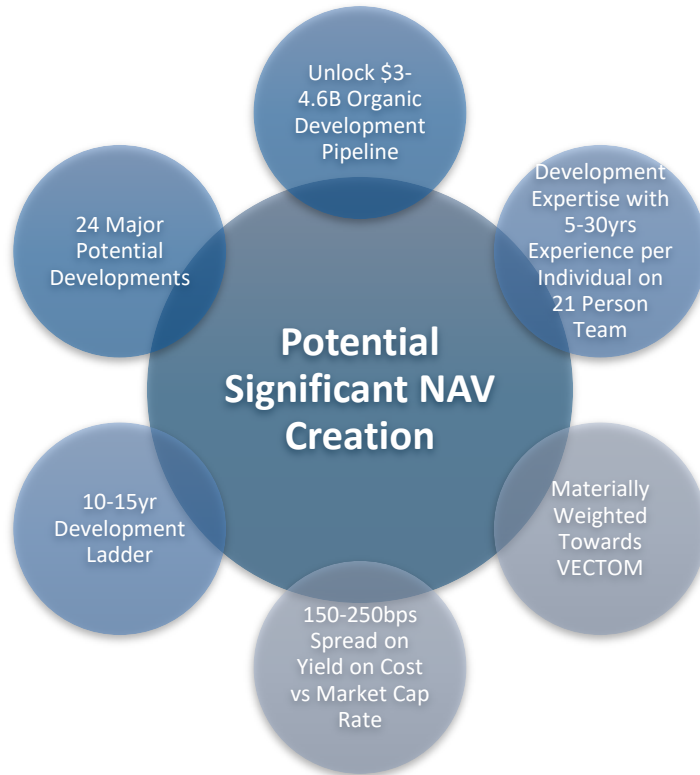 Unlock $3-
4.6B Organic
Development
Pipeline
Development
Expertise with
5-30yrs
Experience per
Individual on
21 Person
Team
Materially
Weighted
Towards
VECTOM
150-250bps
Spread on
Yield on Cost
vs Market Cap
Rate
10-15yr
Development
Ladder
24 Major
Potential
Developments
Potential
Significant NAV
Creation